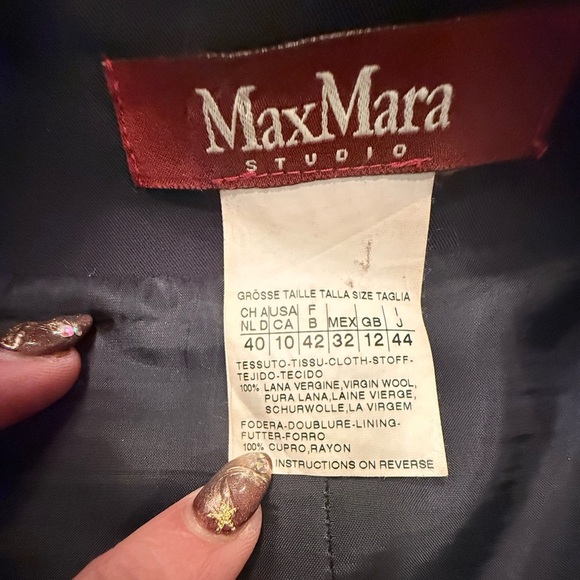 MaxMara
STUDIO
GRÖSSE TAILLE TALLA SIZE TAGLIA
CH A USA F I
NL D CA B MEX GB J
40 10 42 32 12 44
TESSUTO-TISSU-CLOTH-STOFF-
TEJIDO-TECIDO
100% LANA VERGINE,VIRGIN WOOL,
PURA LANA,LAINE VIERGE,
SCHURWOLLE,LA VIRGEM
FODERA-DOUBLURE-LINING-
FUTTER-FORRO
100% CUPRO,RAYON
INSTRUCTIONS ON REVERSE